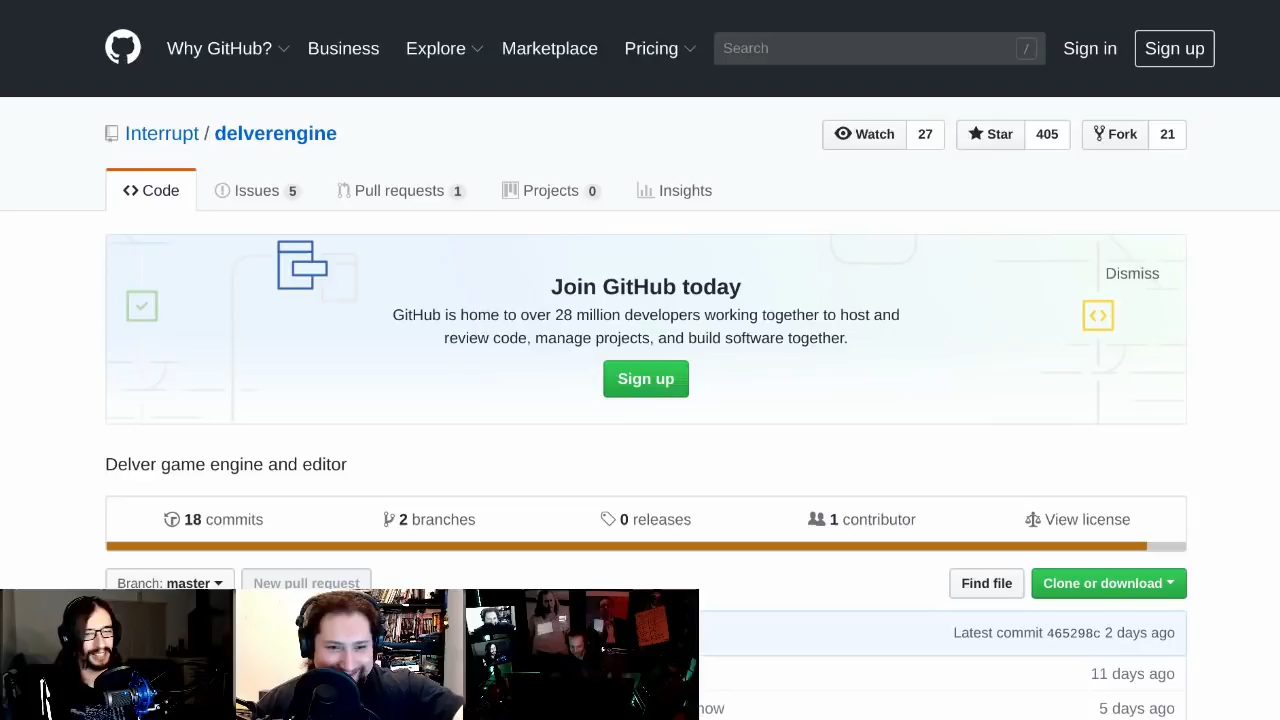 Why GitHub? Business Explore Marketplace Pricing Search / Sign in Sign up
Interrupt / delverengine Watch 27 Star 405 Fork 21
Code Issues 5 Pull requests 1 Projects 0 Insights
Dismiss
Join GitHub today
GitHub is home to over 28 million developers working together to host and
review code, manage projects, and build software together.
Sign up
Delver game engine and editor
18 commits 2 branches 0 releases 1 contributor View license
Branch: master New pull request Find file Clone or download
Latest commit 465298c 2 days ago
11 days ago
5 days ago